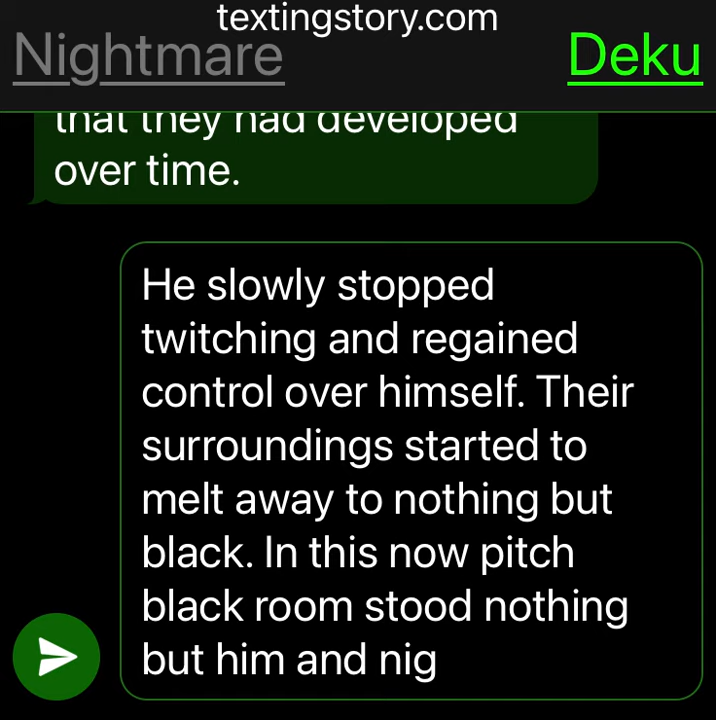 textingstory.com
Nightmare
Deku
that they had developed
over time.
He slowly stopped
twitching and regained
control over himself. Their
surroundings started to
melt away to nothing but
black. In this now pitch
black room stood nothing
but him and nig